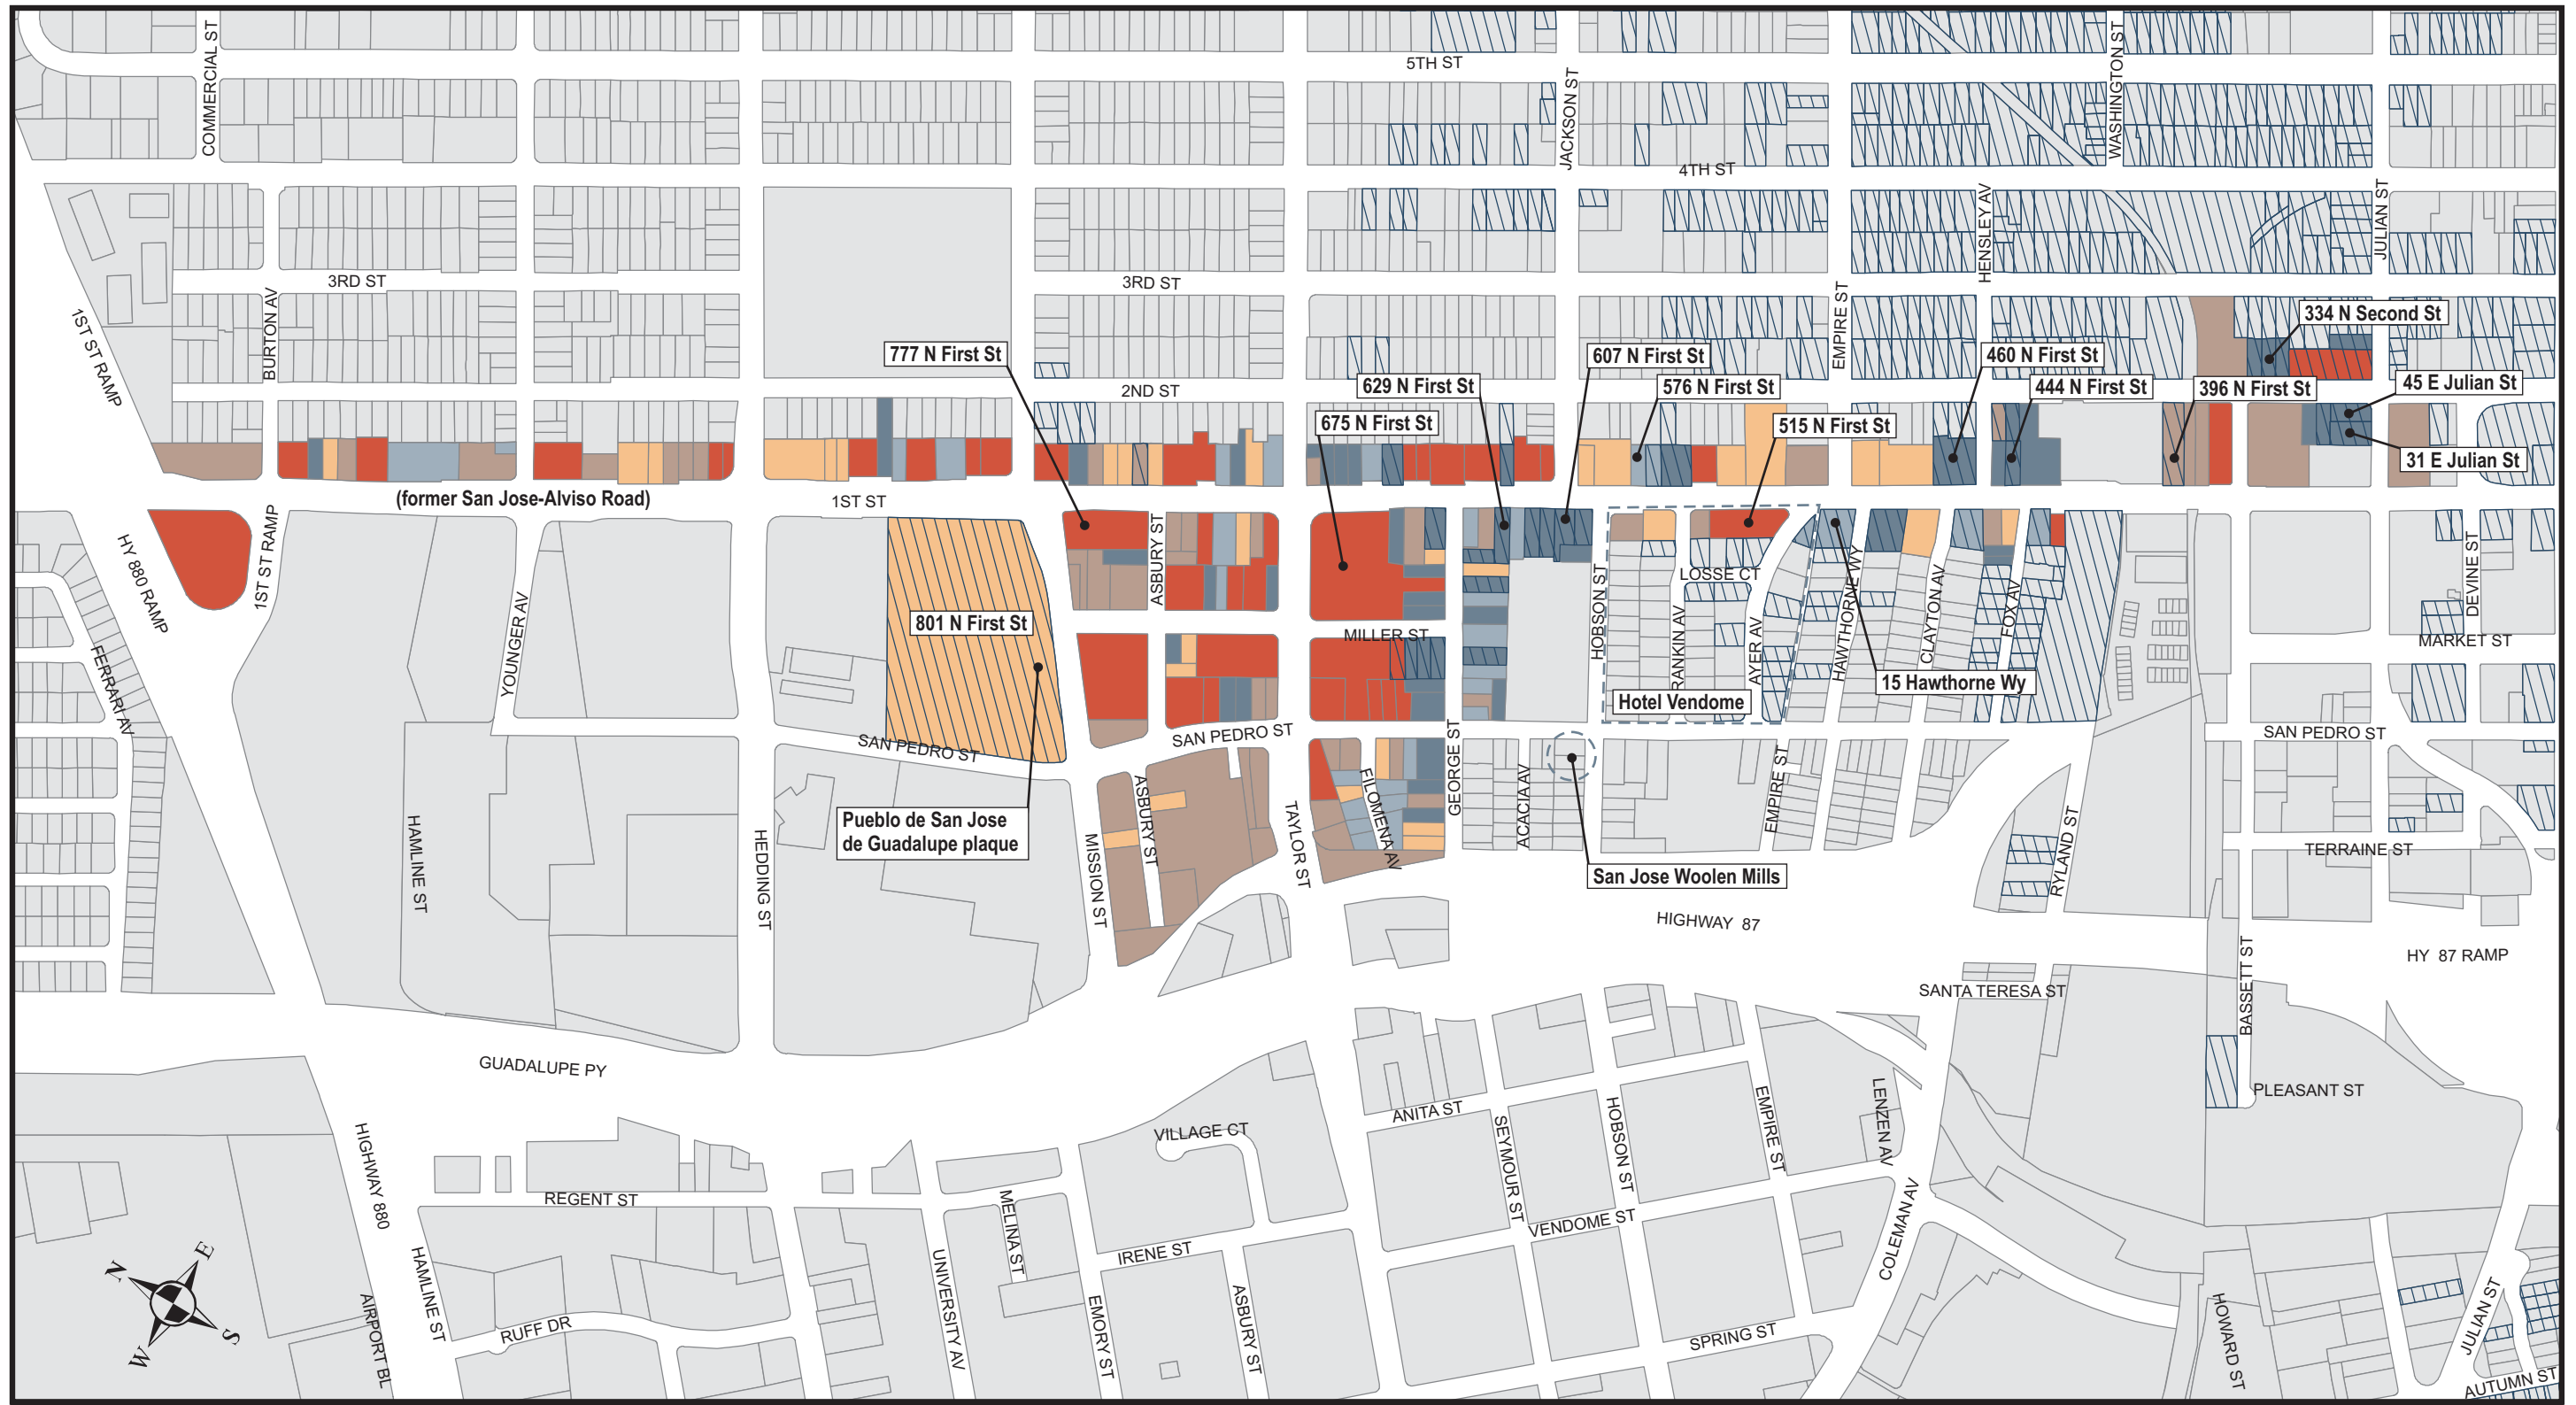 COMMERCIAL ST
5TH ST
JACKSON ST
WASHINGTON ST
4TH ST
HENSLEY AV
JULIAN ST
3RD ST
3RD ST
1ST ST RAMP
BURTON AV
EMPIRE ST
334 N Second St
777 N First St
607 N First St
460 N First St
2ND ST
629 N First St
576 N First St
444 N First St
396 N First St
45 E Julian St
675 N First St
515 N First St
31 E Julian St
(former San Jose-Alviso Road)
1ST ST
HY 880 RAMP
1ST ST RAMP
ASBURY ST
YOUNGER AV
801 N First St
MILLER ST
HOBSON ST
LOSSE CT
RANKIN AV
AYER AV
HAWTHORNE WY
CLAYTON AV
FOX AV
DEVINE ST
MARKET ST
FERRARI AV
15 Hawthorne Wy
Hotel Vendome
SAN PEDRO ST
SAN PEDRO ST
SAN PEDRO ST
GEORGE ST
Pueblo de San Jose
de Guadalupe plaque
HAMLINE ST
HEDDING ST
MISSION ST
ASBURY ST
TAYLOR ST
FILOMENA AV
ACACIA AV
EMPIRE ST
RYLAND ST
TERRAINE ST
San Jose Woolen Mills
HIGHWAY 87
HY 87 RAMP
SANTA TERESA ST
BASSETT ST
GUADALUPE PY
PLEASANT ST
ANITA ST
VILLAGE CT
SEYMOUR ST
HOBSON ST
EMPIRE ST
LENZEN AV
HIGHWAY 880
REGENT ST
MELINA ST
VENDOME ST
COLEMAN AV
IRENE ST
N
E
S
W
HAMLINE ST
AIRPORT BL
RUFF DR
UNIVERSITY AV
EMORY ST
ASBURY ST
SPRING ST
HOWARD ST
JULIAN ST
AUTUMN ST